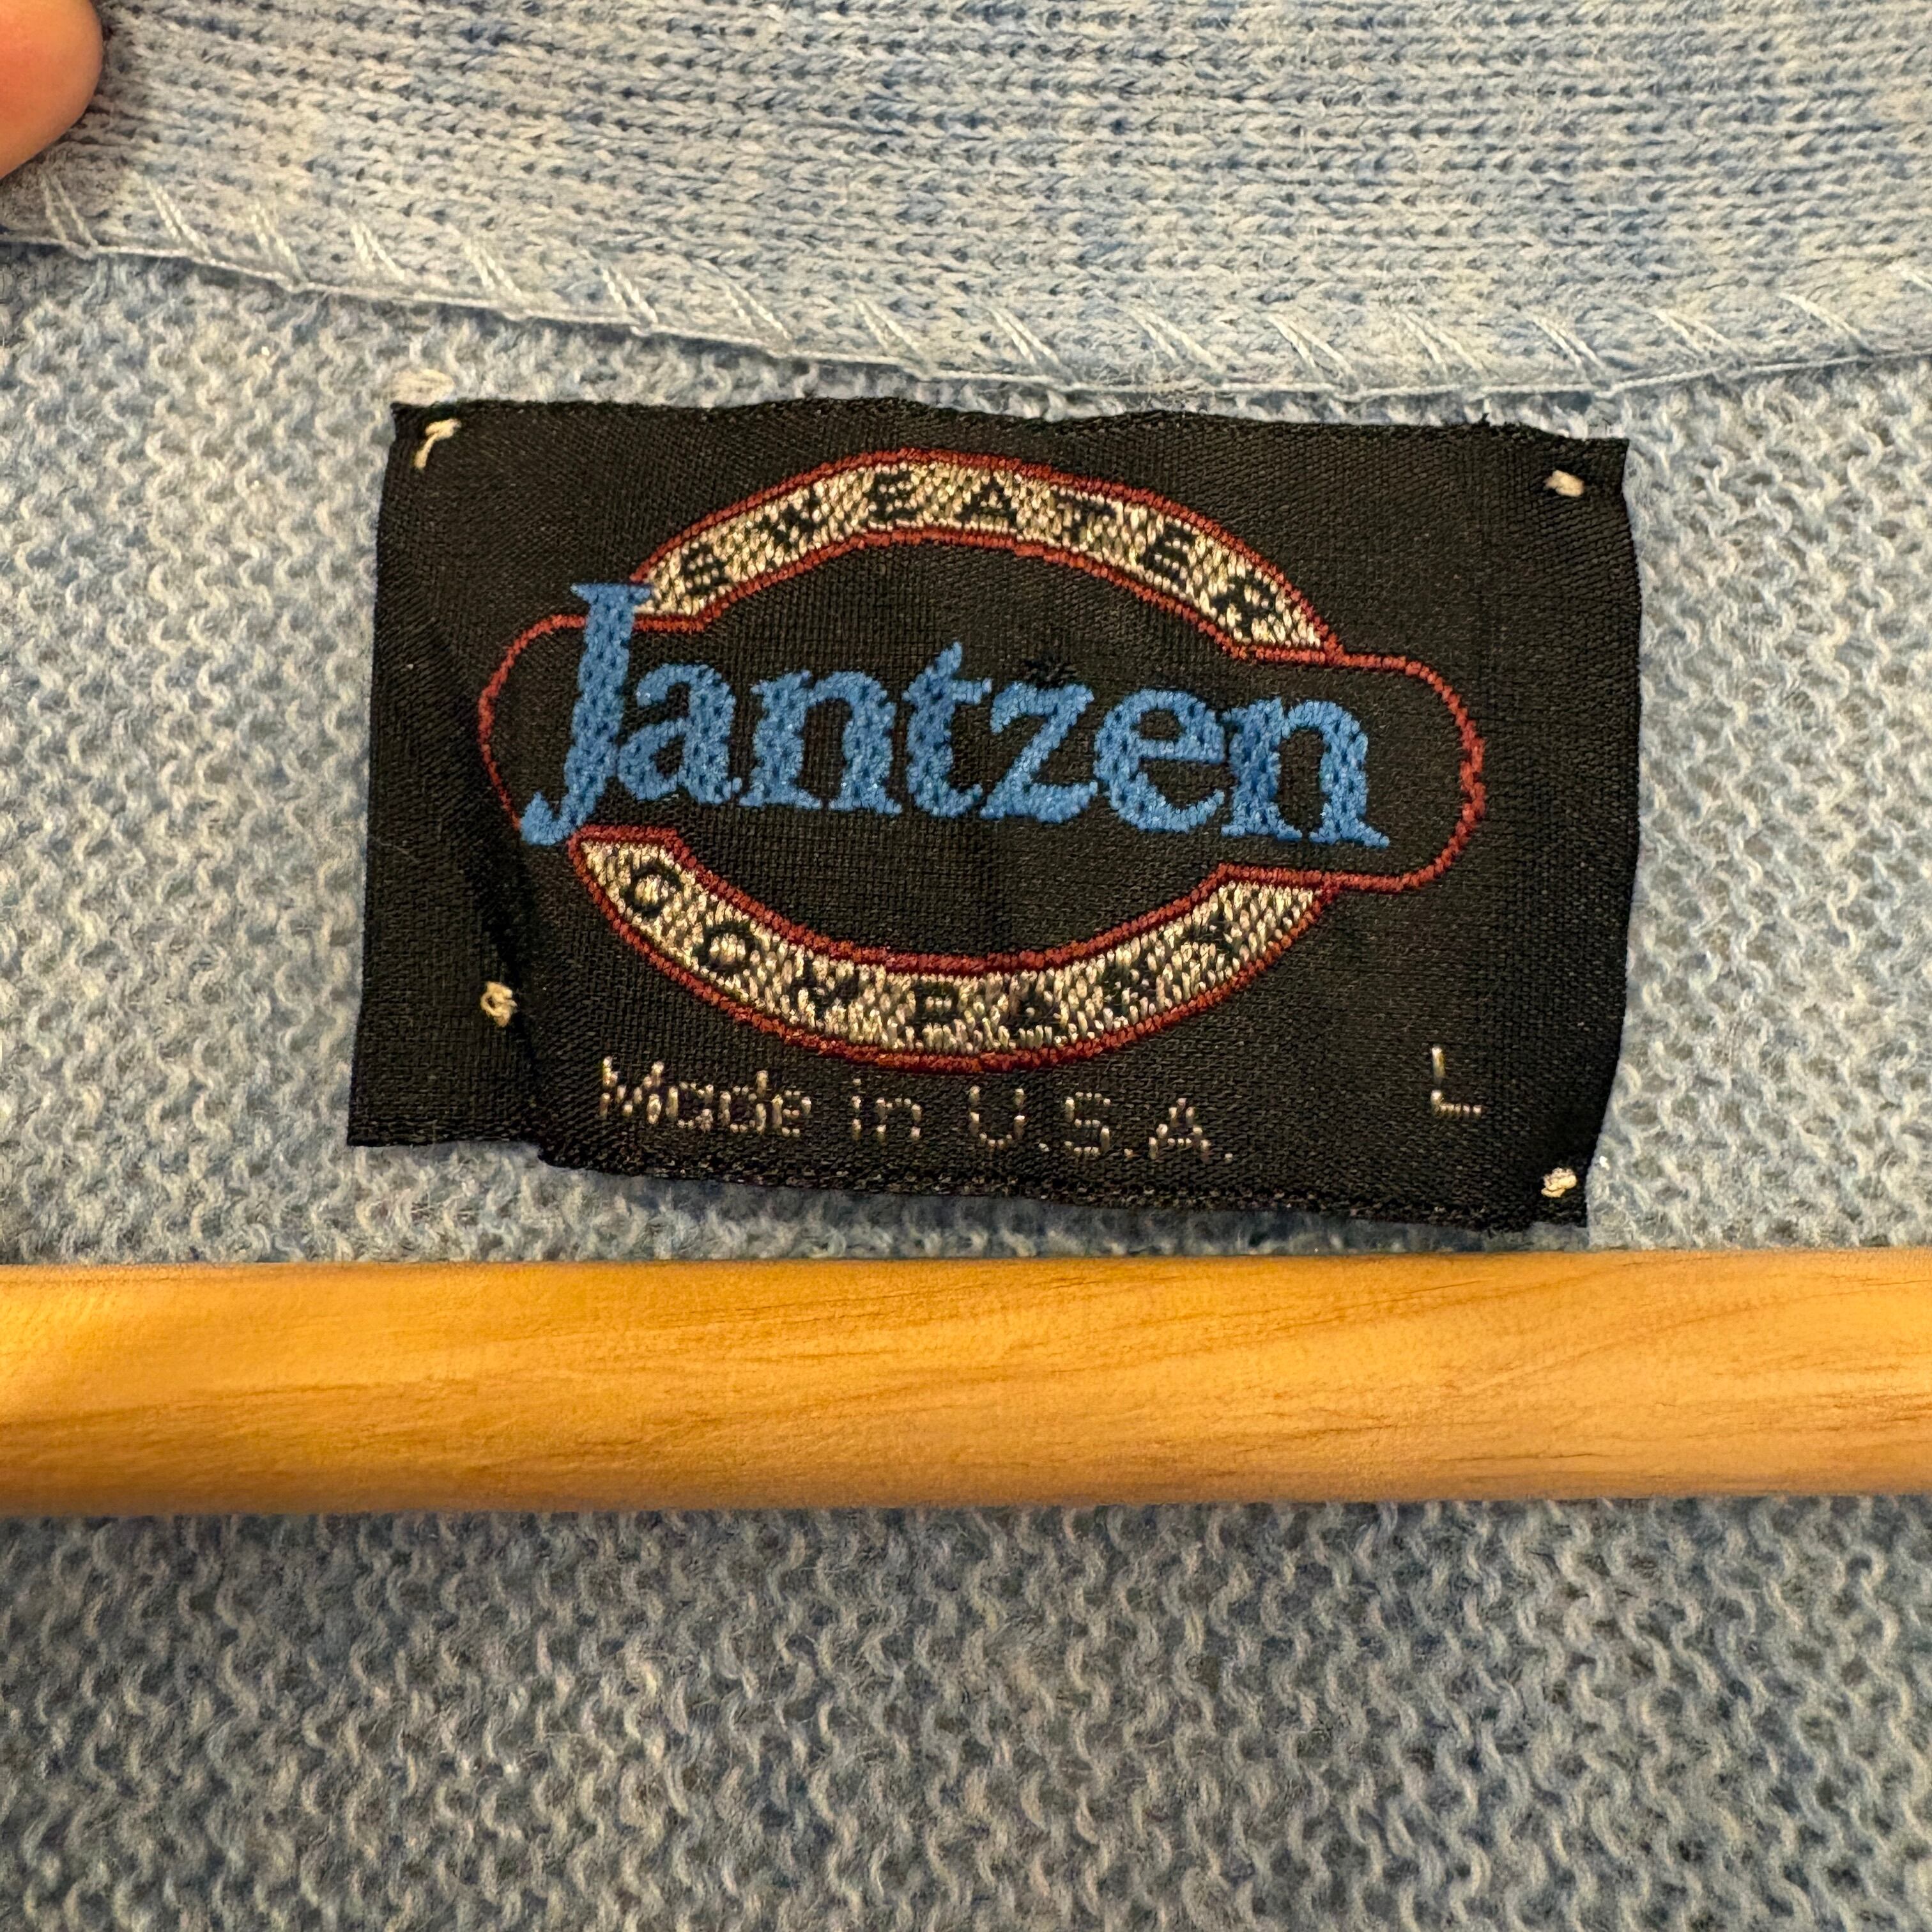 SWEATER
Jantzen
COMPANY
Made in U.S.A.
L